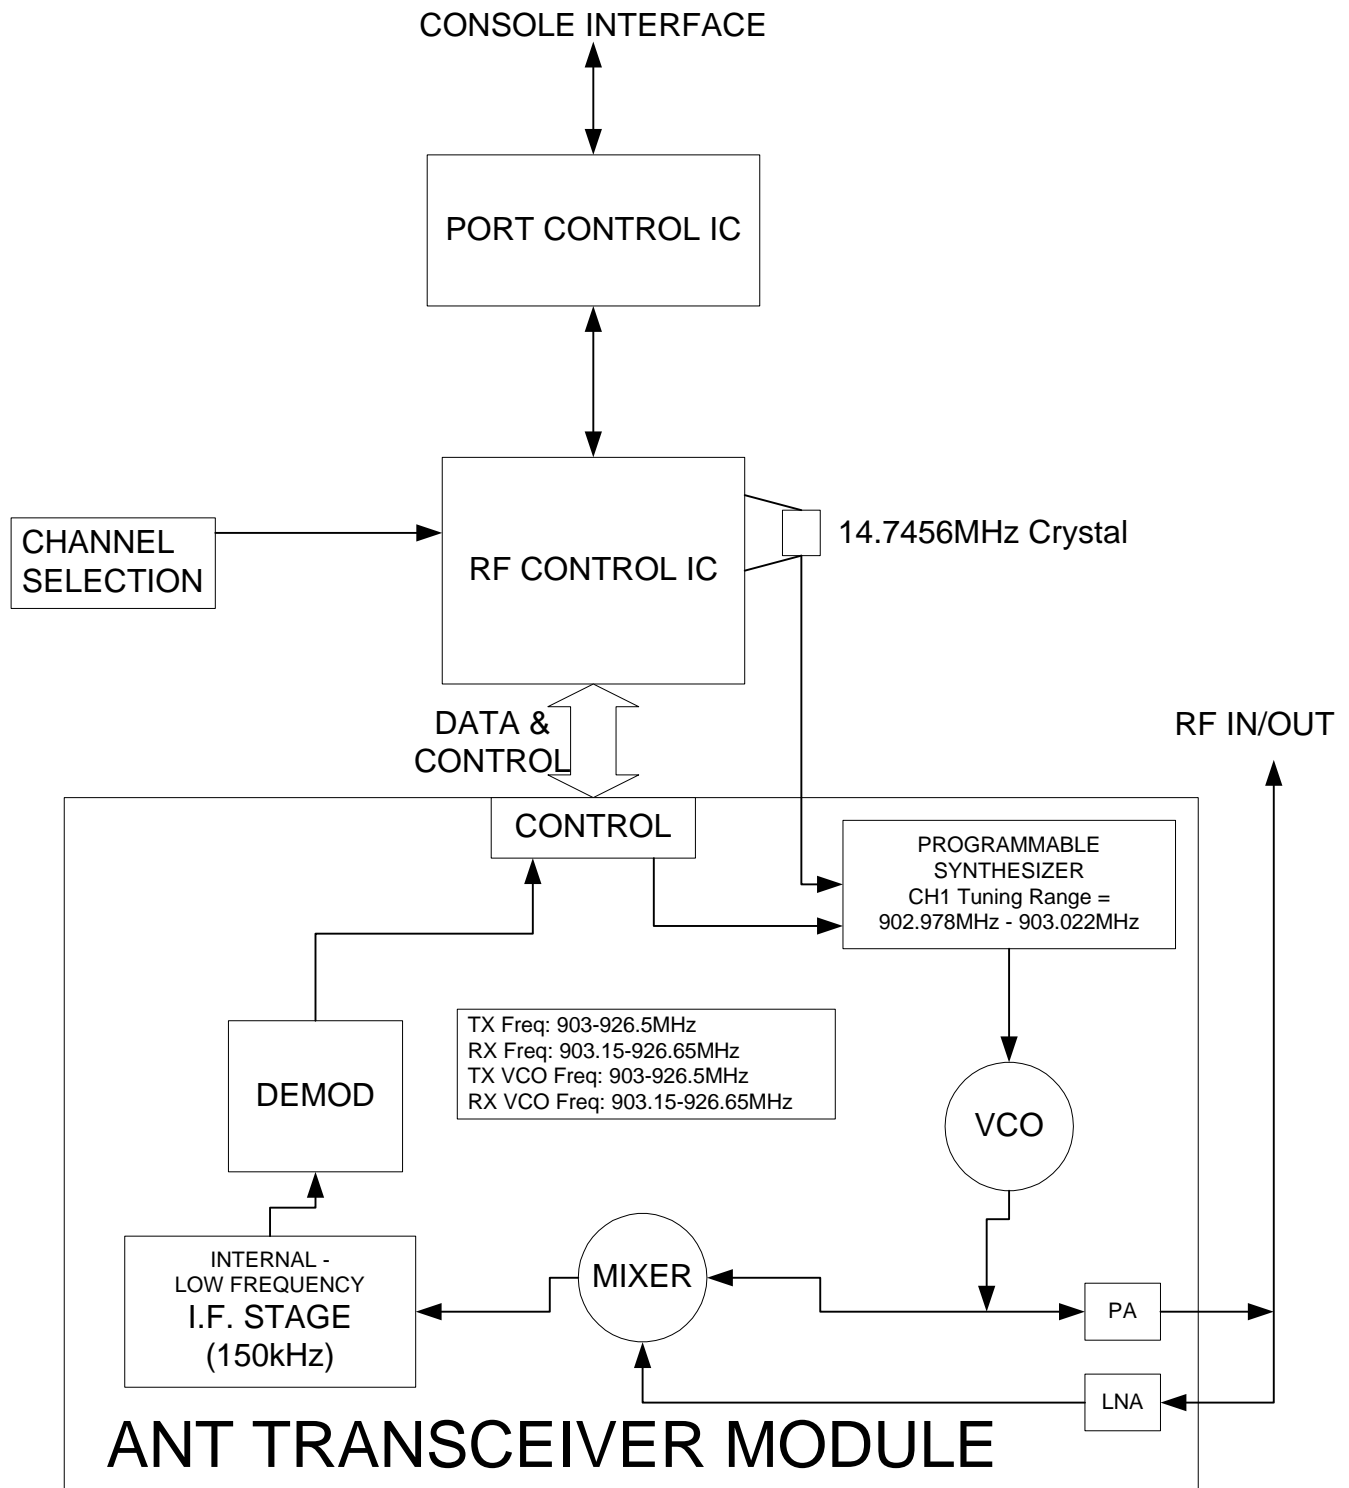 CONSOLE INTERFACE
PORT CONTROL IC
CHANNEL
SELECTION
RF CONTROL IC
14.7456MHz Crystal
DATA &
CONTROL
RF IN/OUT
CONTROL
PROGRAMMABLE
SYNTHESIZER
CH1 Tuning Range =
902.978MHz - 903.022MHz
TX Freq: 903-926.5MHz
RX Freq: 903.15-926.65MHz
TX VCO Freq: 903-926.5MHz
RX VCO Freq: 903.15-926.65MHz
DEMOD
VCO
INTERNAL -
LOW FREQUENCY
I.F. STAGE
(150kHz)
MIXER
PA
LNA
ANT TRANSCEIVER MODULE